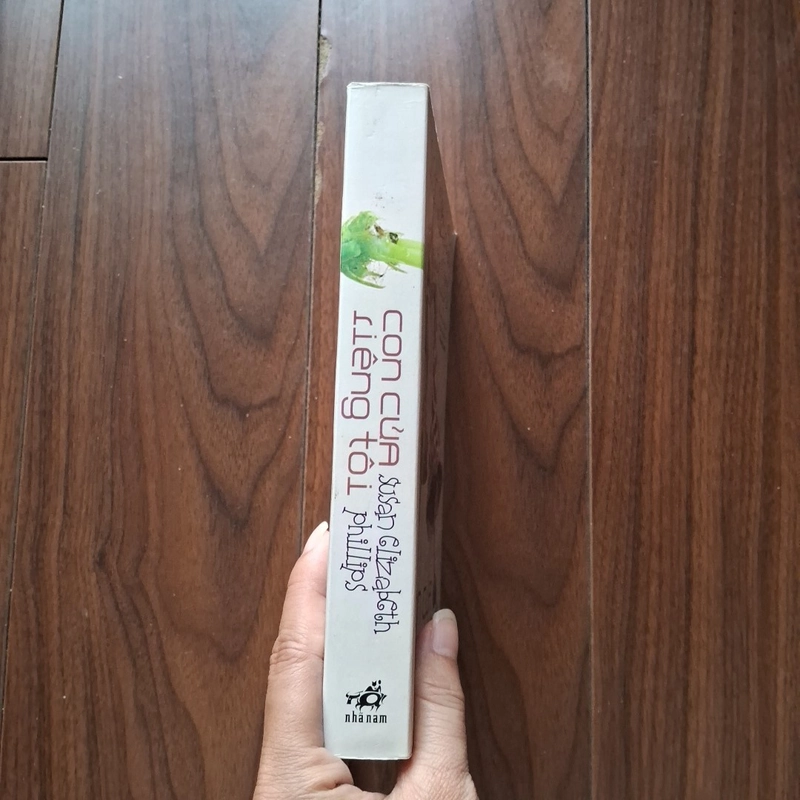 con của
riêng tôi
susan elizabeth
phillips
nhã nam